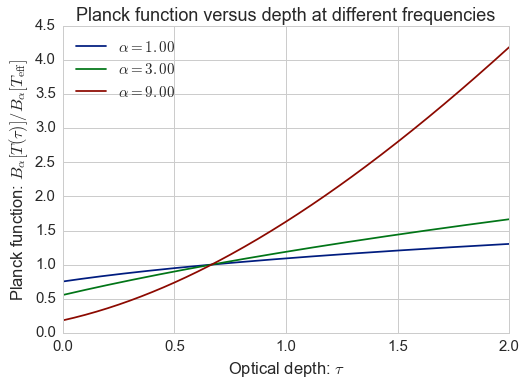 Planck function versus depth at different frequencies
α = 1.00
α = 3.00
α = 9.00
Planck function: B_α[T(τ)]/B_α[T_eff]
4.5
4.0
3.5
3.0
2.5
2.0
1.5
1.0
0.5
0.0
0.0 0.5 1.0 1.5 2.0
Optical depth: τ